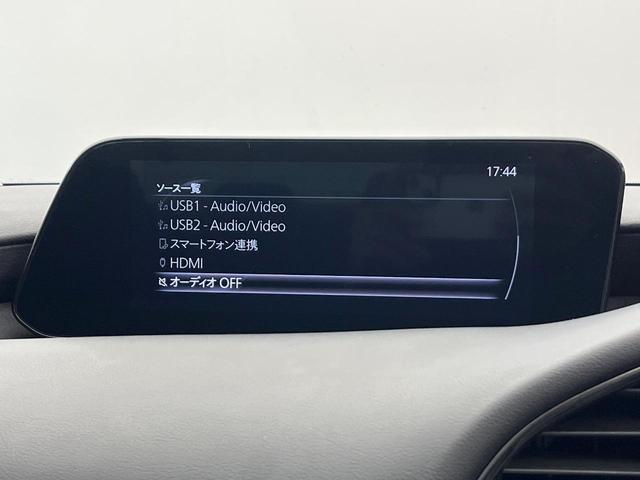 17:44
ソース一覧
USB1 - Audio/Video
USB2 - Audio/Video
スマートフォン連携
HDMI
オーディオ OFF